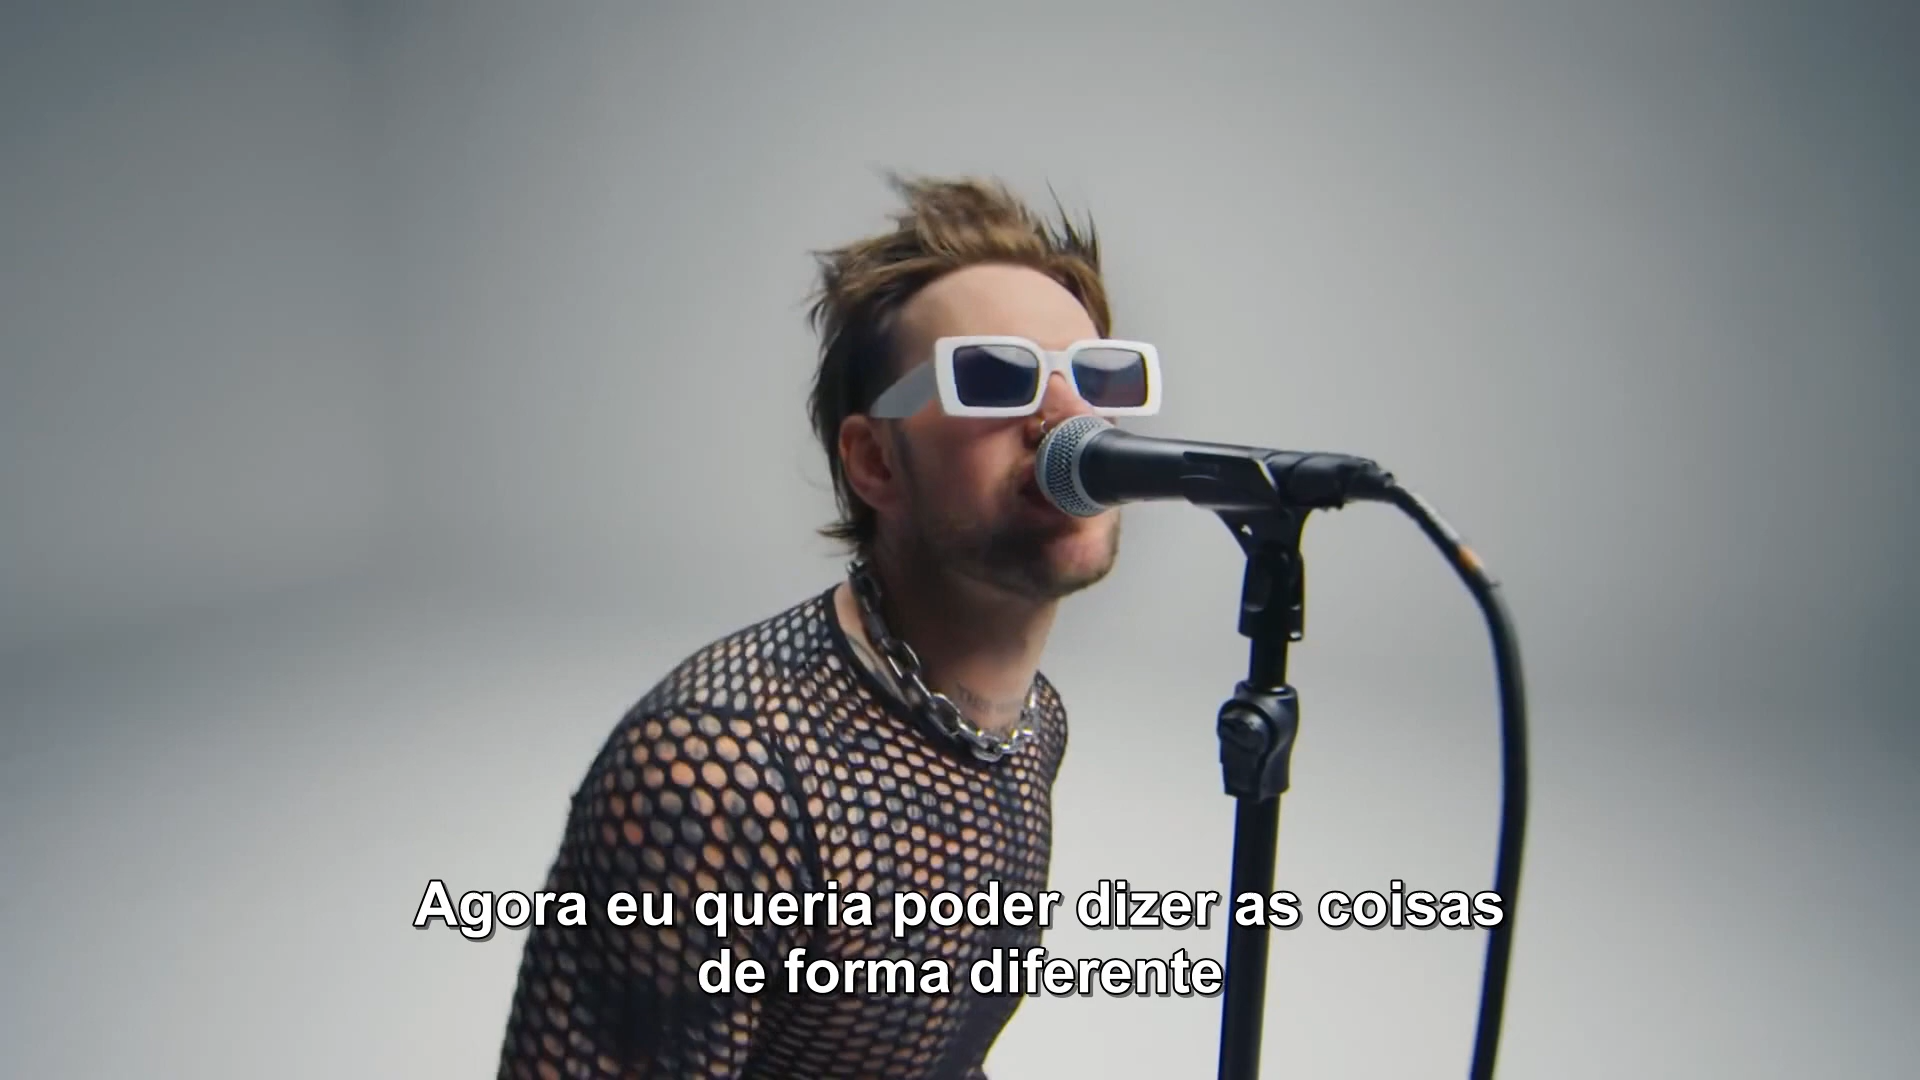 Agora eu queria poder dizer as coisas
de forma diferente